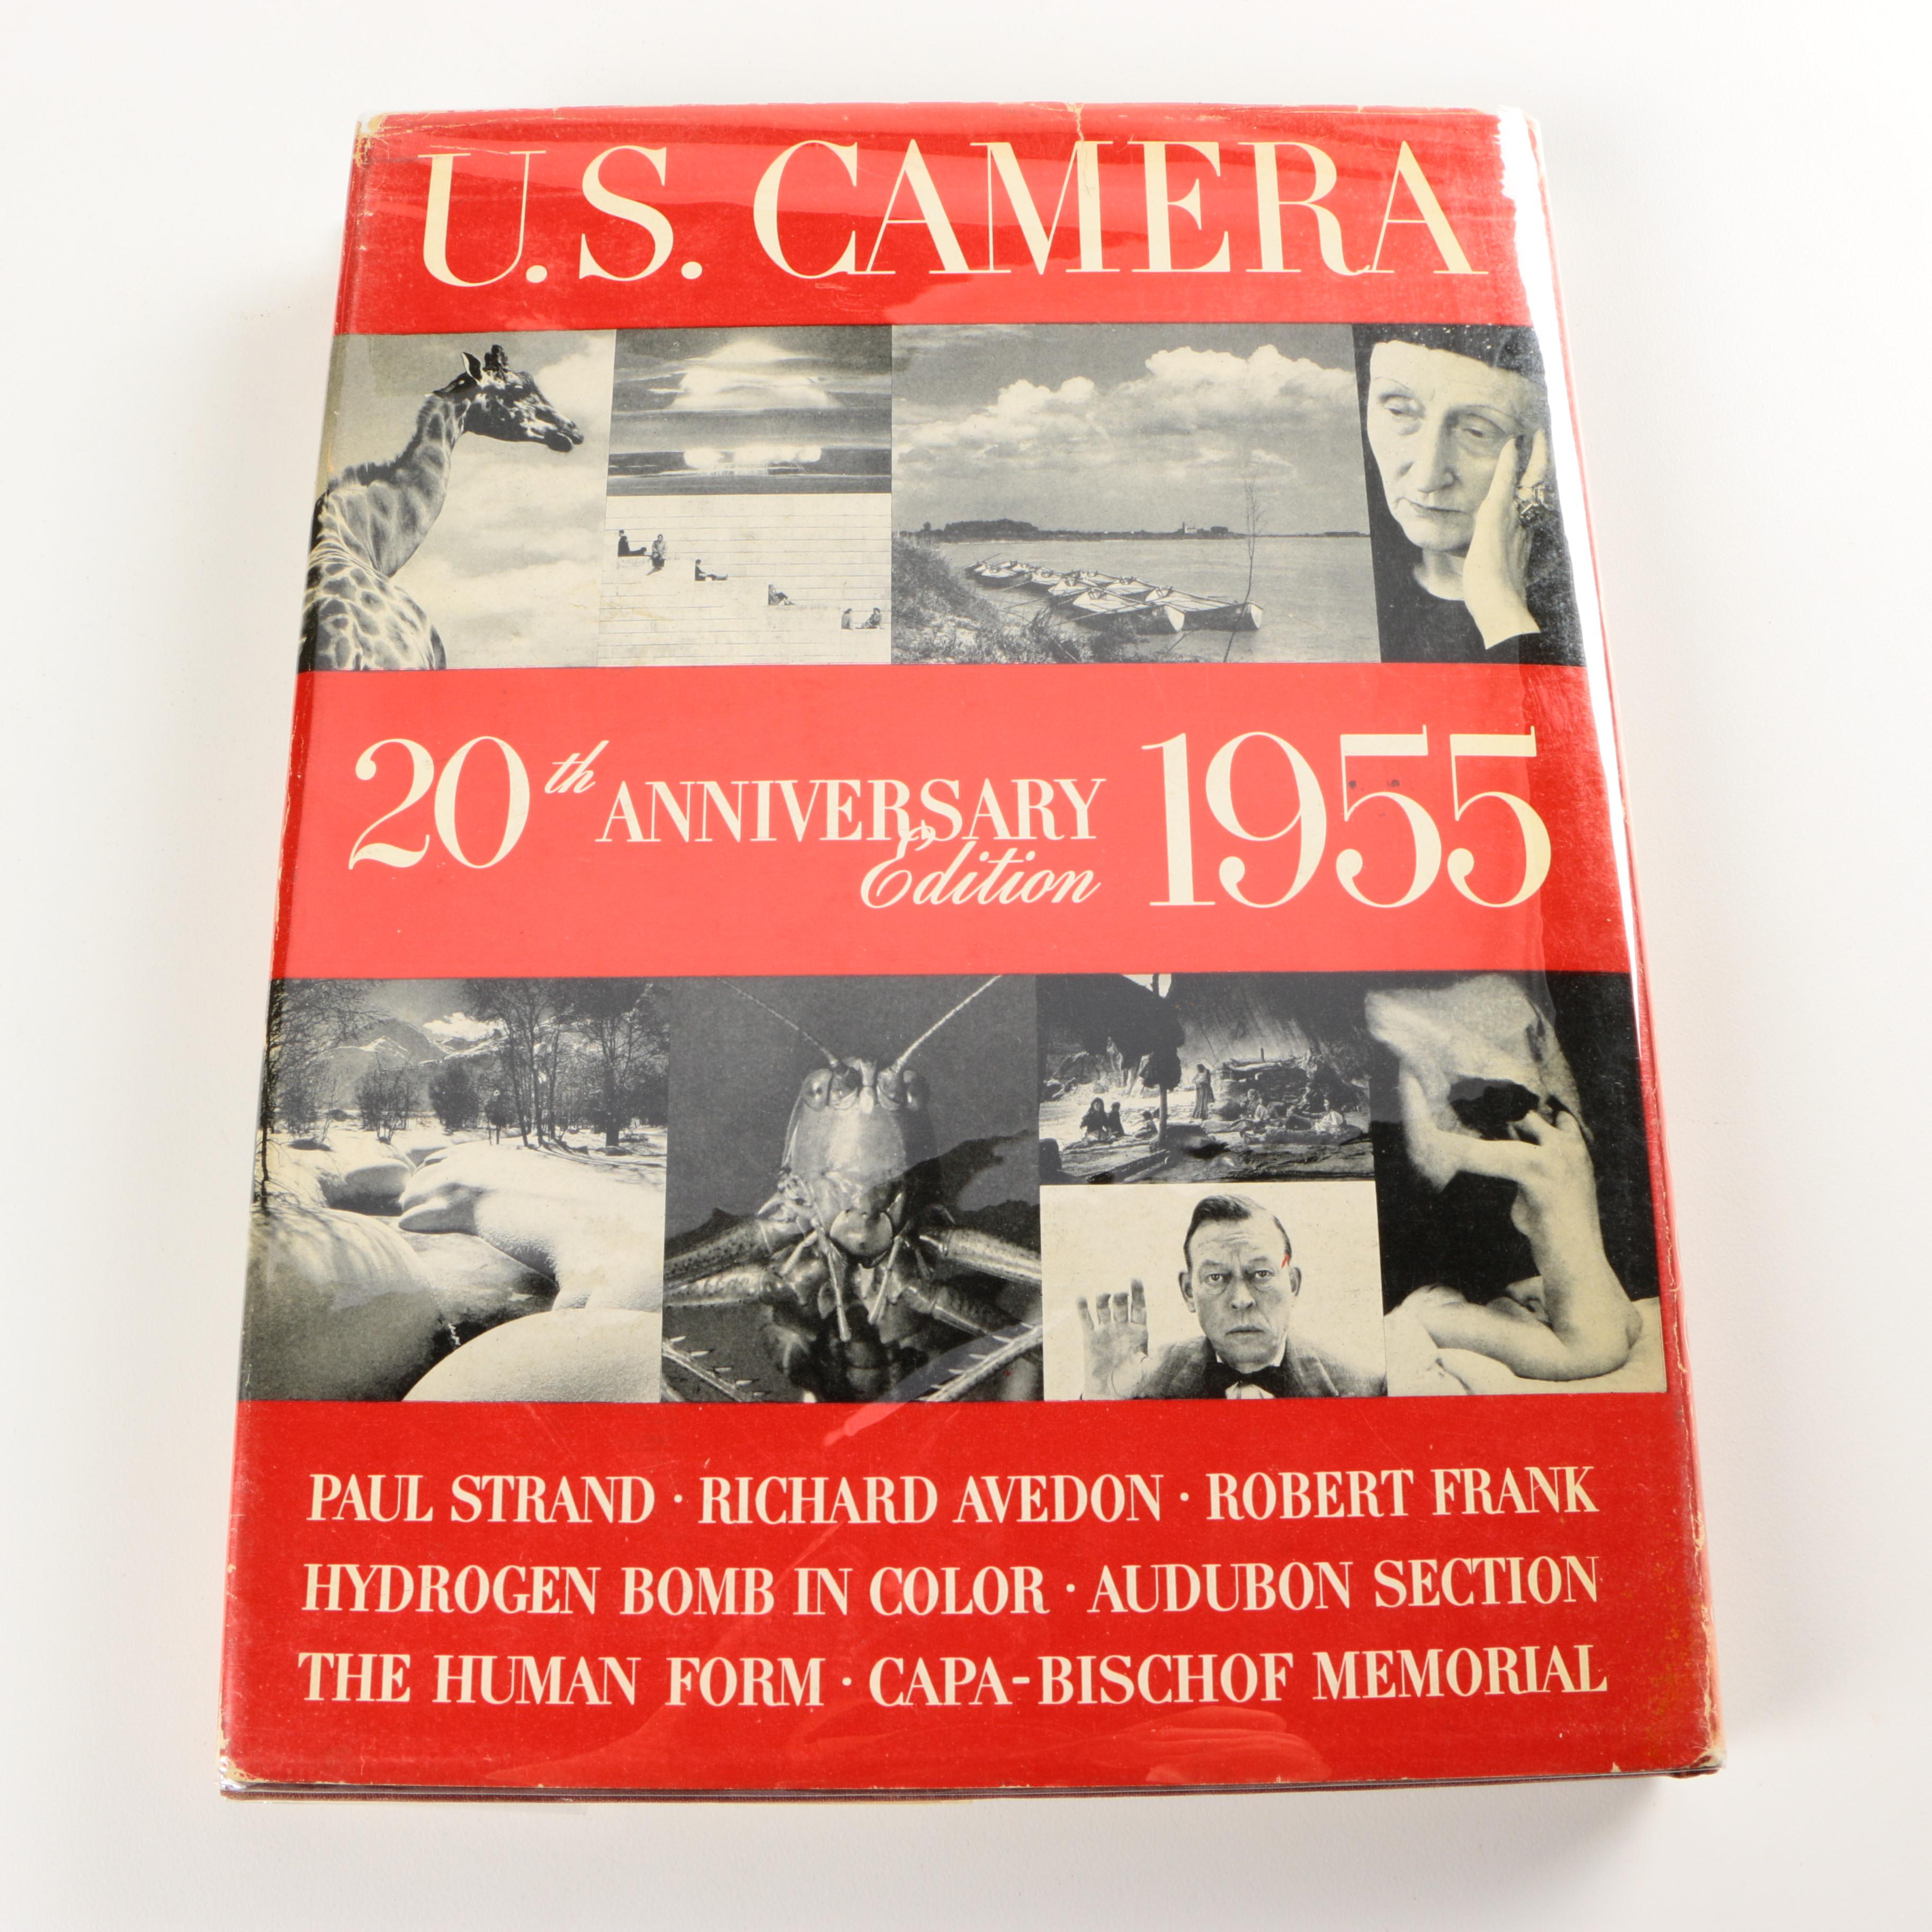 U.S. CAMERA
20th ANNIVERSARY Edition 1955
PAUL STRAND · RICHARD AVEDON · ROBERT FRANK
HYDROGEN BOMB IN COLOR · AUDUBON SECTION
THE HUMAN FORM · CAPA-BISCHOF MEMORIAL